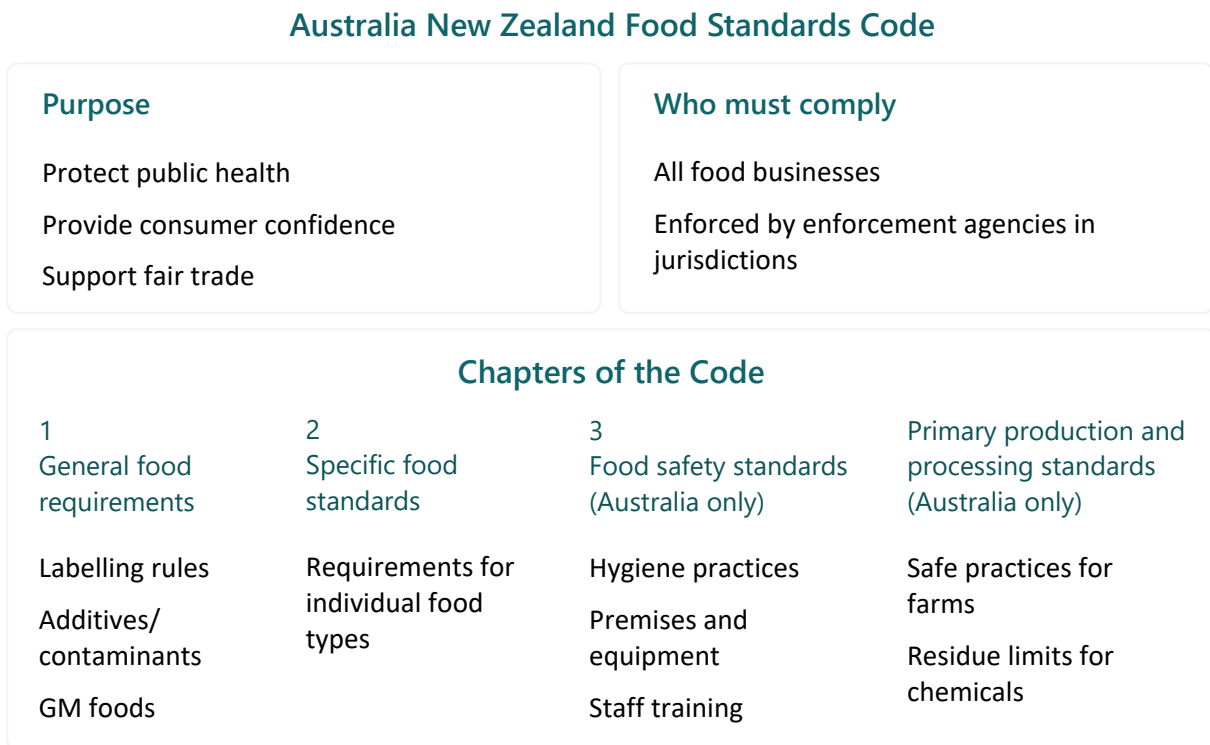 Australia New Zealand Food Standards Code
Purpose
Protect public health
Provide consumer confidence
Support fair trade
Who must comply
All food businesses
Enforced by enforcement agencies in
jurisdictions
Chapters of the Code
1
General food
requirements
Labelling rules
Additives/
contaminants
GM foods
2
Specific food
standards
Requirements for
individual food
types
3
Food safety standards
(Australia only)
Hygiene practices
Premises and
equipment
Staff training
Primary production and
processing standards
(Australia only)
Safe practices for
farms
Residue limits for
chemicals